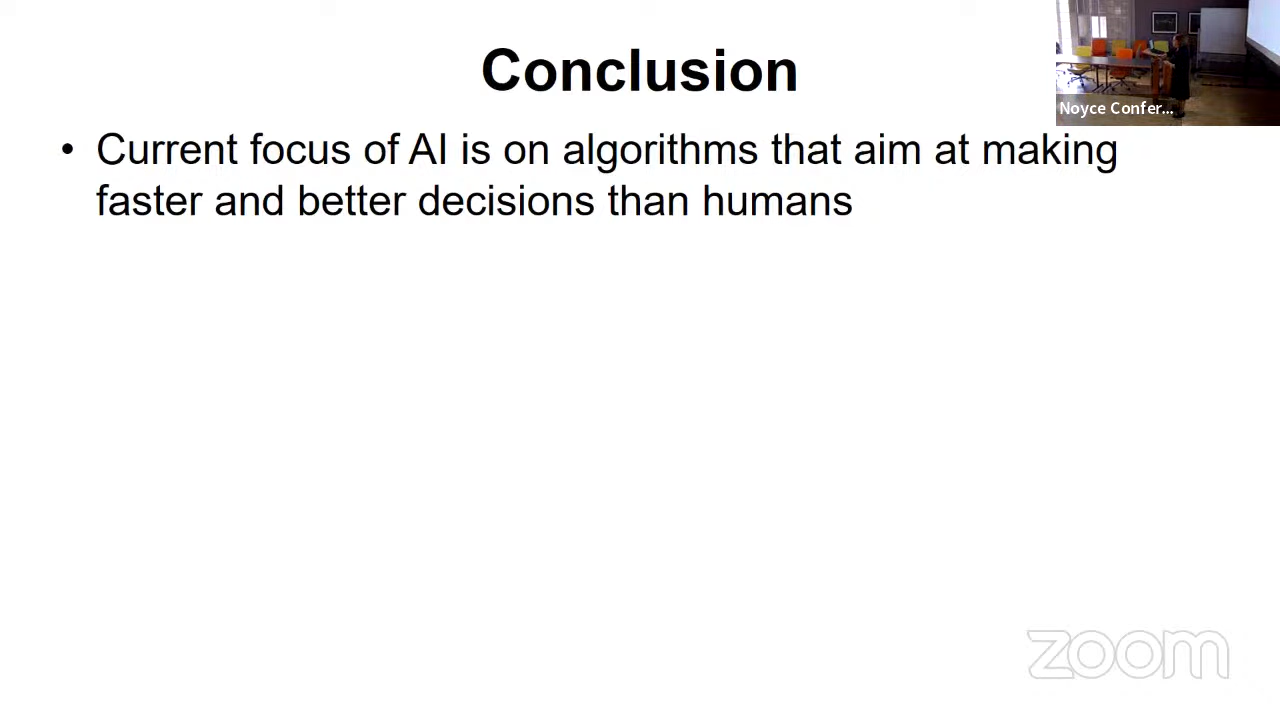 Conclusion
Noyce Confer...
• Current focus of AI is on algorithms that aim at making
faster and better decisions than humans
zoom